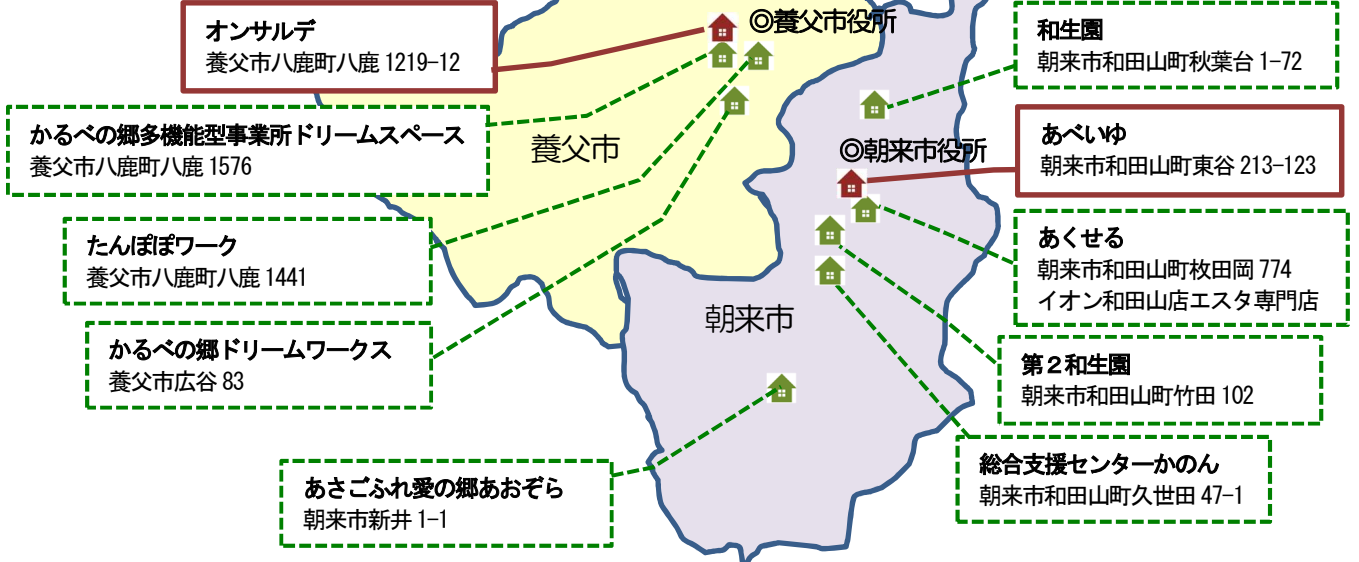 オンサルデ
養父市八鹿町八鹿 1219-12
◎養父市役所
和生園
朝来市和田山町秋葉台 1-72
かるべの郷多機能型事業所ドリームスペース
養父市八鹿町八鹿 1576
養父市
◎朝来市役所
あべいゆ
朝来市和田山町東谷 213-123
たんぽぽワーク
養父市八鹿町八鹿 1441
あくせる
朝来市和田山町枚田岡 774
イオン和田山店エスタ専門店
朝来市
かるべの郷ドリームワークス
養父市広谷 83
第2和生園
朝来市和田山町竹田 102
あさごふれ愛の郷あおぞら
朝来市新井 1-1
総合支援センターかのん
朝来市和田山町久世田 47-1